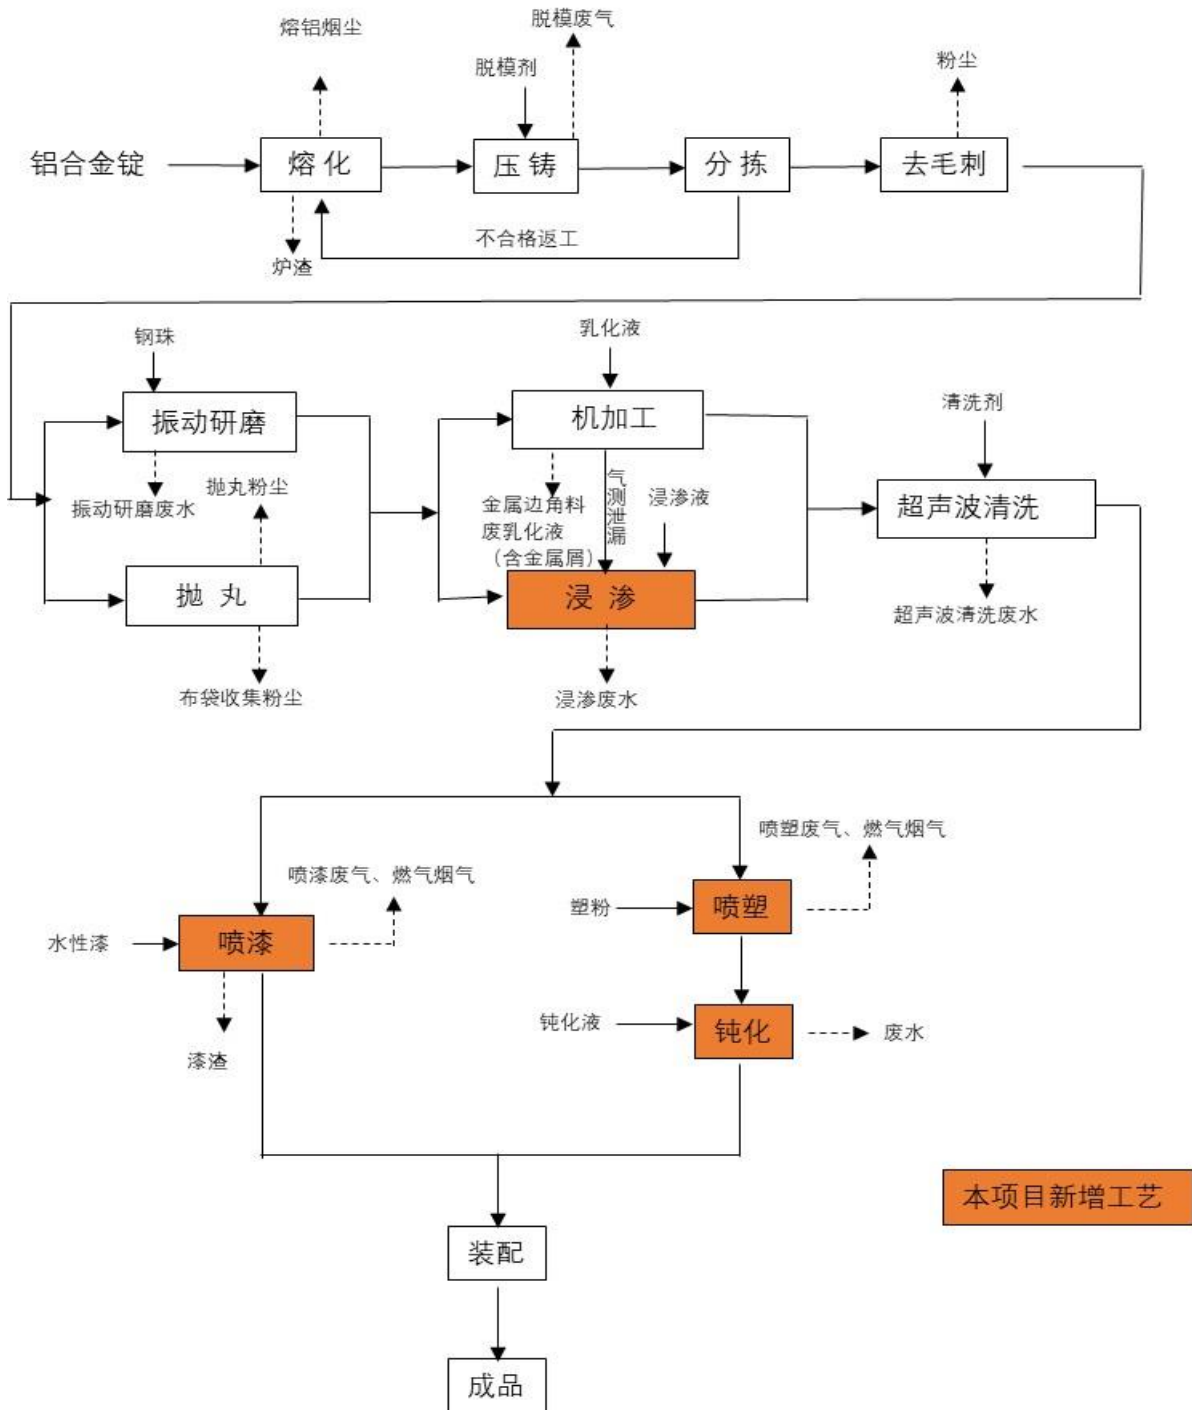 熔铝烟尘
脱模废气
脱模剂
粉尘
铝合金锭
熔化
压铸
分拣
去毛刺
不合格返工
炉渣
钢珠
乳化液
清洗剂
振动研磨
机加工
抛丸粉尘
振动研磨废水
金属边角料
废乳化液
（含金属屑）
气测泄漏
浸渗液
超声波清洗
抛丸
浸渗
超声波清洗废水
布袋收集粉尘
浸渗废水
喷塑废气、燃气烟气
喷漆废气、燃气烟气
塑粉
喷塑
水性漆
喷漆
钝化液
钝化
废水
漆渣
本项目新增工艺
装配
成品